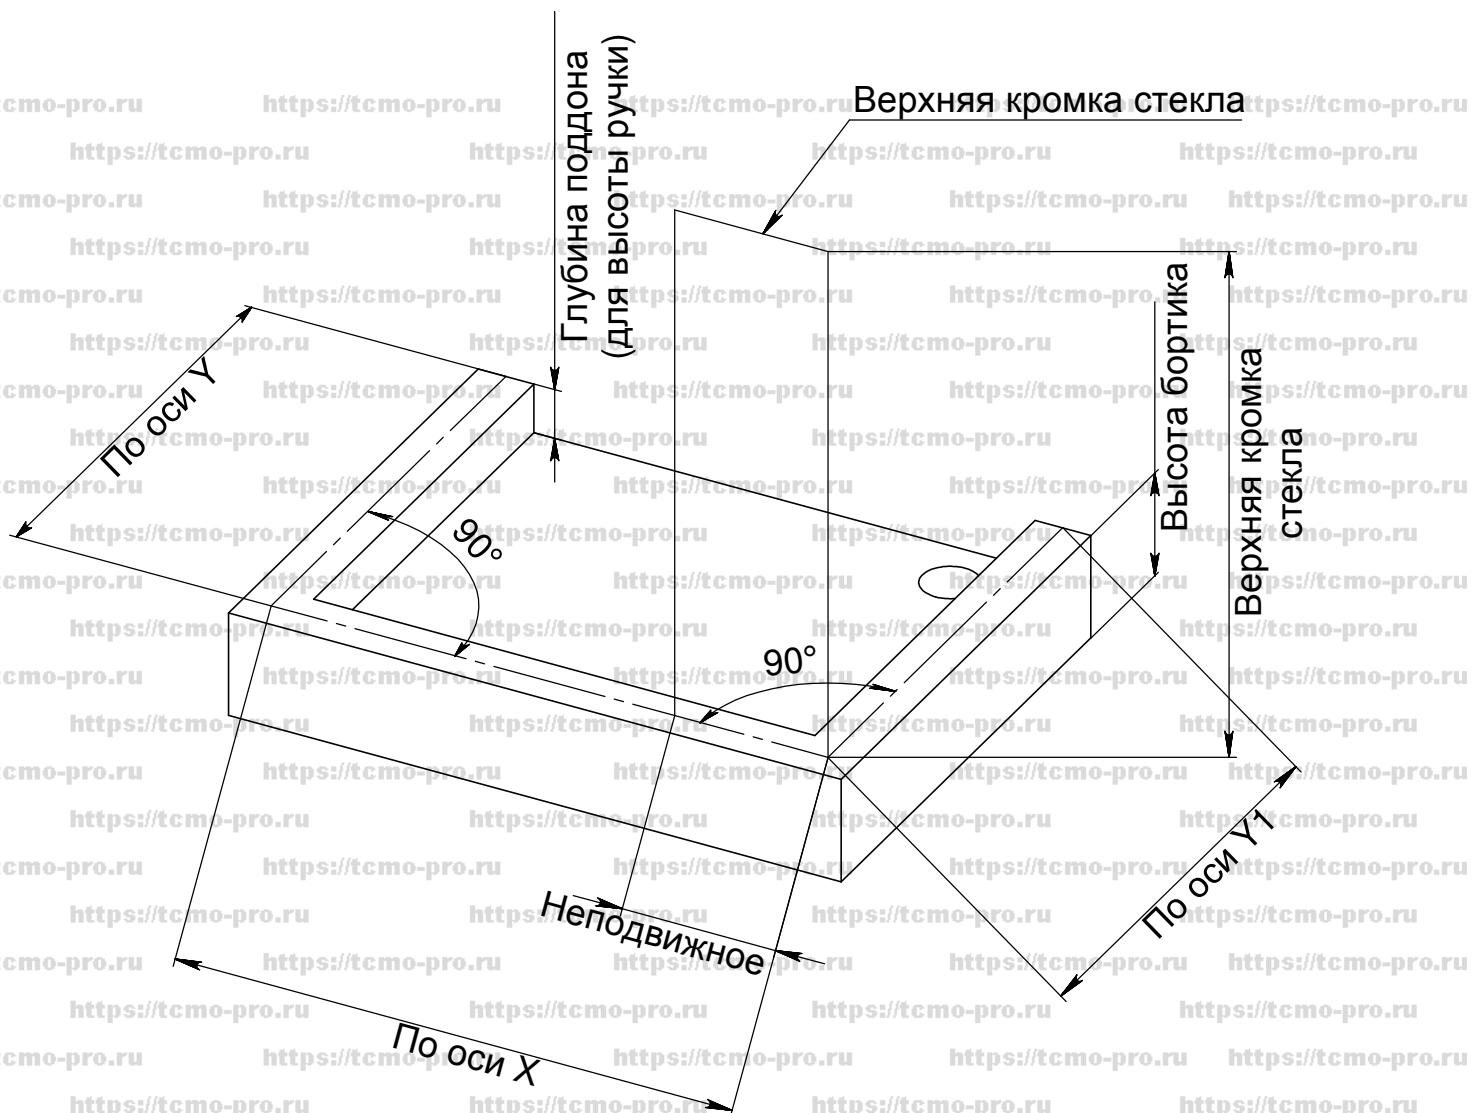 Глубина поддона
(для высоты ручки)
Верхняя кромка стекла
По оси Y
90°
90°
Высота бортика
Верхняя кромка
стекла
По оси Y1
Неподвижное
По оси X
https://tcmo-pro.ru